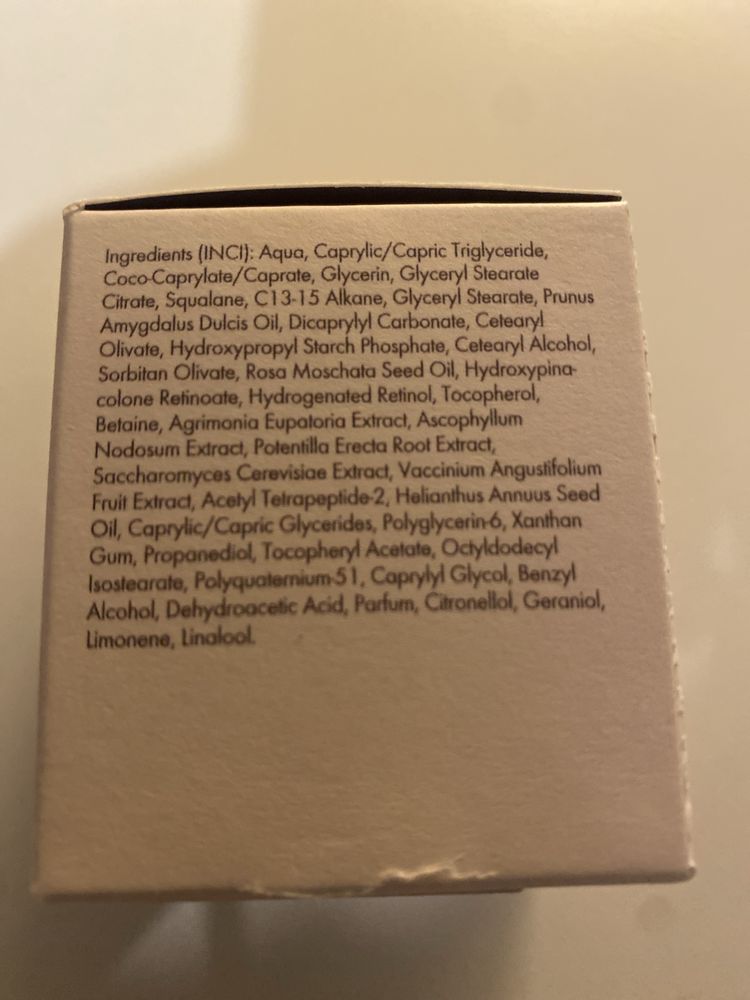 Ingredients (INCI): Aqua, Caprylic/Capric Triglyceride,
Coco-Caprylate/Caprate, Glycerin, Glyceryl Stearate
Citrate, Squalane, C13-15 Alkane, Glyceryl Stearate, Prunus
Amygdalus Dulcis Oil, Dicaprylyl Carbonate, Cetearyl
Olivate, Hydroxypropyl Starch Phosphate, Cetearyl Alcohol,
Sorbitan Olivate, Rosa Moschata Seed Oil, Hydroxypina-
colone Retinoate, Hydrogenated Retinol, Tocopherol,
Betaine, Agrimonia Eupatoria Extract, Ascophyllum
Nodosum Extract, Potentilla Erecta Root Extract,
Saccharomyces Cerevisiae Extract, Vaccinium Angustifolium
Fruit Extract, Acetyl Tetrapeptide-2, Helianthus Annuus Seed
Oil, Caprylic/Capric Glycerides, Polyglycerin-6, Xanthan
Gum, Propanediol, Tocopheryl Acetate, Octyldodecyl
Isostearate, Polyquaternium-51, Caprylyl Glycol, Benzyl
Alcohol, Dehydroacetic Acid, Parfum, Citronellol, Geraniol,
Limonene, Linalool.